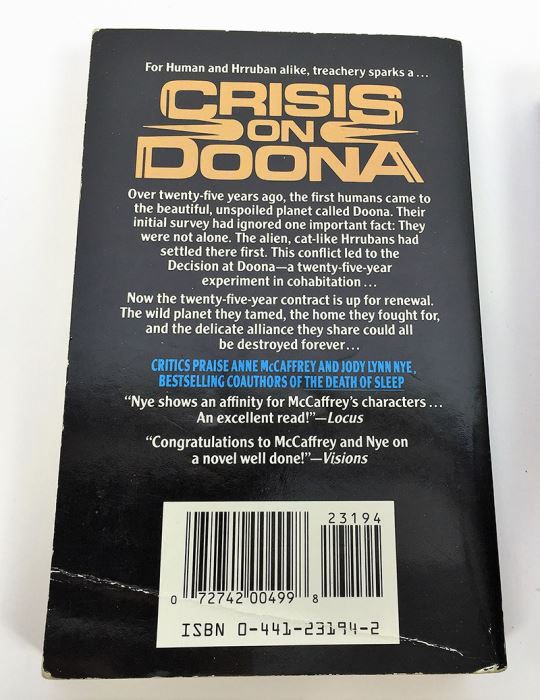 For Human and Hrruban alike, treachery sparks a...
CRISIS
ON
DOONA
Over twenty-five years ago, the first humans came to
the beautiful, unspoiled planet called Doona. Their
initial survey had ignored one important fact: They
were not alone. The alien, cat-like Hrrubans had
settled there first. This conflict led to the
Decision at Doona—a twenty-five-year
experiment in cohabitation...
Now the twenty-five-year contract is up for renewal.
The wild planet they tamed, the home they fought for,
and the delicate alliance they share could all
be destroyed forever...
CRITICS PRAISE ANNE McCAFFREY AND JODY LYNN NYE,
BESTSELLING COAUTHORS OF THE DEATH OF SLEEP
“Nye shows an affinity for McCaffrey’s characters...
An excellent read!”—Locus
“Congratulations to McCaffrey and Nye on
a novel well done!”—Visions
23194
0 72742 00499 8
ISBN 0-441-23194-2